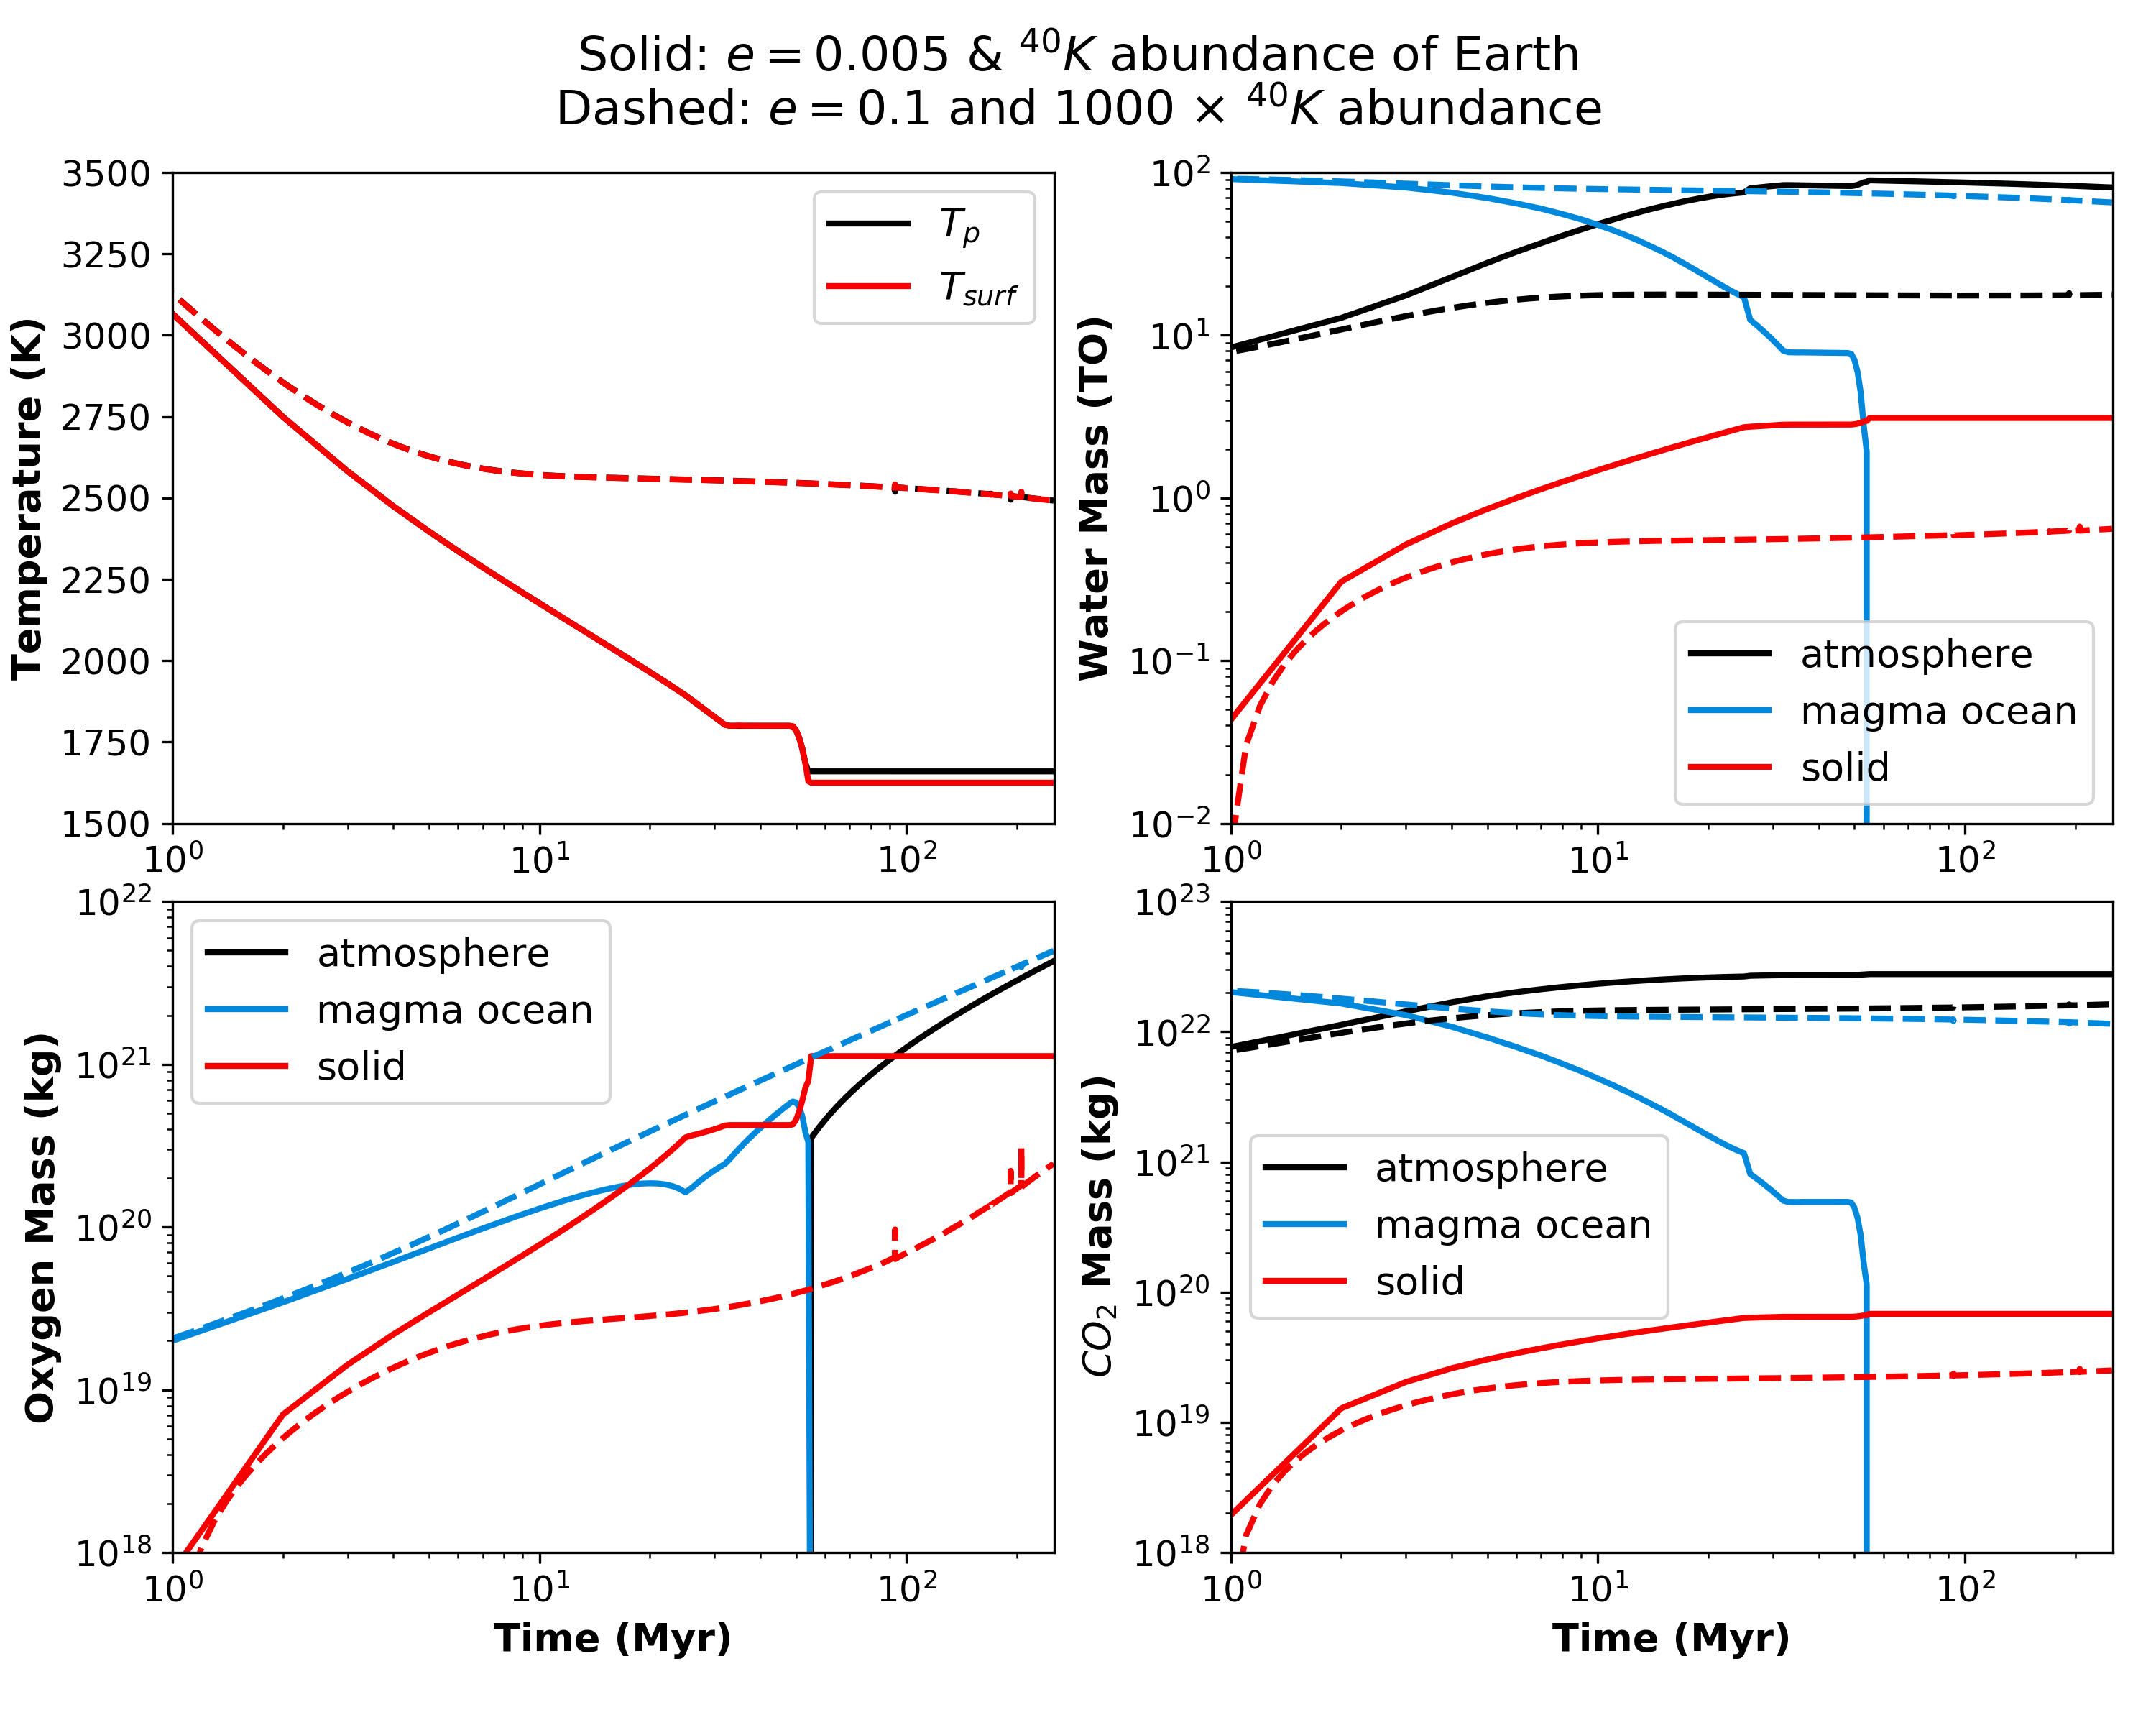 Solid: e = 0.005 & ⁴⁰K abundance of Earth
Dashed: e = 0.1 and 1000 × ⁴⁰K abundance
3500
3250
3000
2750
2500
2250
2000
1750
1500
Temperature (K)
T_p
T_surf
10⁰
10¹
10²
10²
10¹
10⁰
10⁻¹
10⁻²
Water Mass (TO)
atmosphere
magma ocean
solid
10⁰
10¹
10²
10²²
10²¹
10²⁰
10¹⁹
10¹⁸
Oxygen Mass (kg)
atmosphere
magma ocean
solid
10⁰
10¹
10²
Time (Myr)
10²³
10²²
10²¹
10²⁰
10¹⁹
10¹⁸
CO₂ Mass (kg)
atmosphere
magma ocean
solid
10⁰
10¹
10²
Time (Myr)